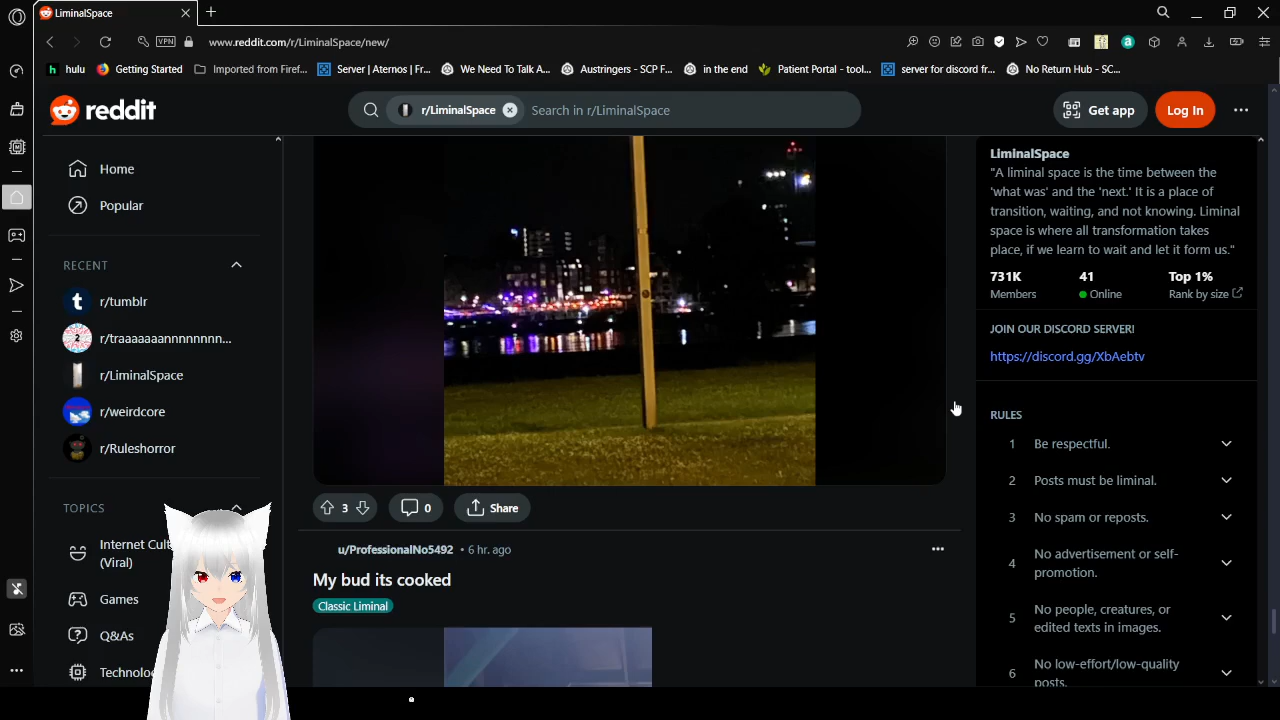 LiminalSpace
www.reddit.com/r/LiminalSpace/new/
VPN
hulu
Getting Started
Imported from Firef...
Server | Aternos | Fr...
We Need To Talk A...
Austringers - SCP F...
in the end
Patient Portal - tool...
server for discord fr...
No Return Hub - SC...
reddit
r/LiminalSpace
Search in r/LiminalSpace
Get app
Log In
Home
Popular
RECENT
r/tumblr
r/traaaaaaannnnnnnn...
r/LiminalSpace
r/weirdcore
r/Ruleshorror
TOPICS
Internet Cult
(Viral)
Games
Q&As
Technolo
3
0
Share
u/ProfessionalNo5492 • 6 hr. ago
My bud its cooked
Classic Liminal
LiminalSpace
"A liminal space is the time between the
'what was' and the 'next.' It is a place of
transition, waiting, and not knowing. Liminal
space is where all transformation takes
place, if we learn to wait and let it form us."
731K
Members
41
Online
Top 1%
Rank by size
JOIN OUR DISCORD SERVER!
https://discord.gg/XbAebtv
RULES
1 Be respectful.
2 Posts must be liminal.
3 No spam or reposts.
4 No advertisement or self-
promotion.
5 No people, creatures, or
edited texts in images.
6 No low-effort/low-quality
posts.